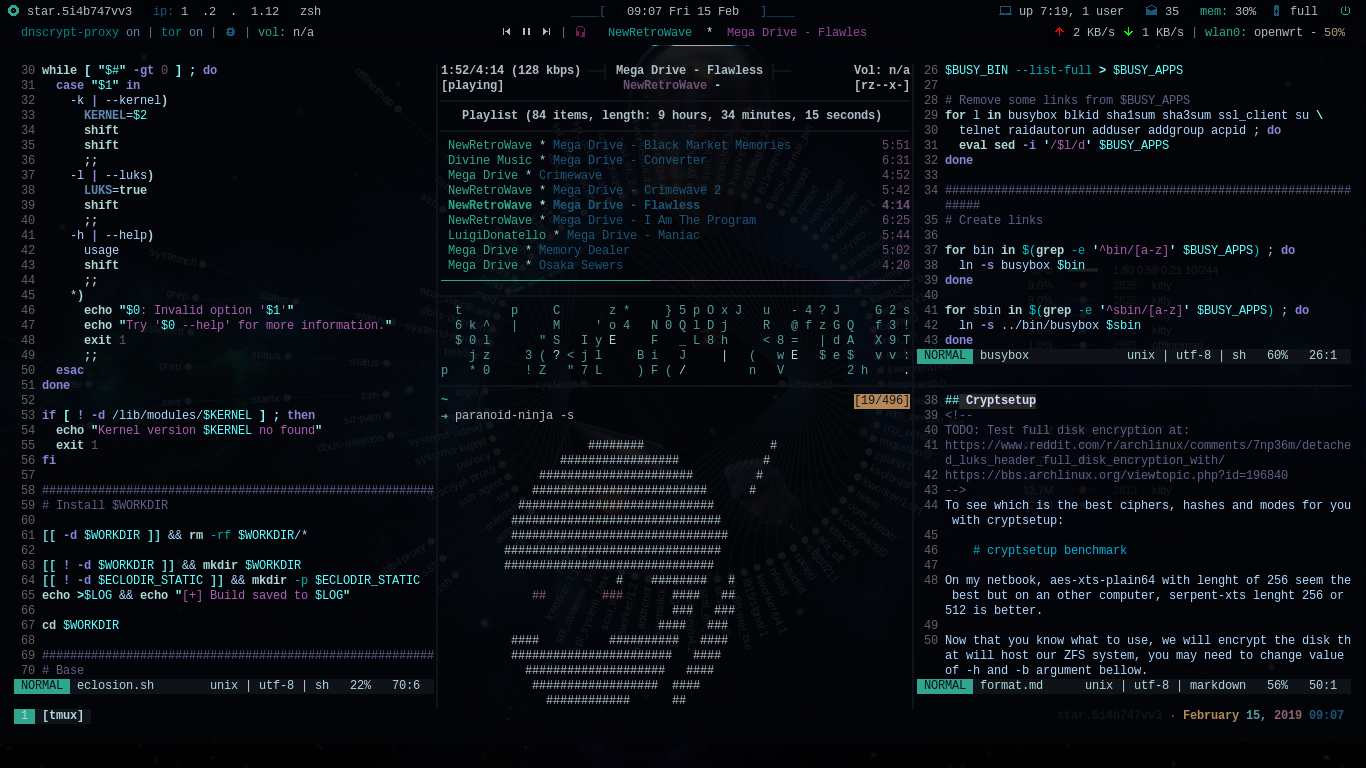 star.5i4b747vv3 ip: 1 .2 . 1.12 zsh ____[ 09:07 Fri 15 Feb ]____ up 7:19, 1 user 35 mem: 30% full
dnscrypt-proxy on | tor on | | vol: n/a | NewRetroWave * Mega Drive - Flawles 2 KB/s 1 KB/s | wlan0: openwrt - 50%
30 while [ "$#" -gt 0 ] ; do
31 case "$1" in
32 -k | --kernel)
33 KERNEL=$2
34 shift
35 shift
36 ;;
37 -l | --luks)
38 LUKS=true
39 shift
40 ;;
41 -h | --help)
42 usage
43 shift
44 ;;
45 *)
46 echo "$0: Invalid option '$1'"
47 echo "Try '$0 --help' for more information."
48 exit 1
49 ;;
50 esac
51 done
52
53 if [ ! -d /lib/modules/$KERNEL ] ; then
54 echo "Kernel version $KERNEL no found"
55 exit 1
56 fi
57
58 ########################################################
59 # Install $WORKDIR
60
61 [[ -d $WORKDIR ]] && rm -rf $WORKDIR/*
62
63 [[ ! -d $WORKDIR ]] && mkdir $WORKDIR
64 [[ ! -d $ECLODIR_STATIC ]] && mkdir -p $ECLODIR_STATIC
65 echo >$LOG && echo "[+] Build saved to $LOG"
66
67 cd $WORKDIR
68
69 ########################################################
70 # Base
NORMAL eclosion.sh unix | utf-8 | sh 22% 70:6
1:52/4:14 (128 kbps) Mega Drive - Flawless Vol: n/a
[playing] NewRetroWave - [rz--x-]
Playlist (84 items, length: 9 hours, 34 minutes, 15 seconds)
NewRetroWave * Mega Drive - Black Market Memories 5:51
Divine Music * Mega Drive - Converter 6:31
Mega Drive * Crimewave 4:52
NewRetroWave * Mega Drive - Crimewave 2 5:42
NewRetroWave * Mega Drive - Flawless 4:14
NewRetroWave * Mega Drive - I Am The Program 6:25
LuigiDonatello * Mega Drive - Maniac 5:44
Mega Drive * Memory Dealer 5:02
Mega Drive * Osaka Sewers 4:20
t p C z * } 5 p O x J u - 4 ? J G 2 s
6 k ^ | M ' o 4 N 0 Q l D j R @ f z G Q f 3 !
$ 0 l " S I y E F _ L 8 h < 8 = | d A X 9 T
j z 3 ( ? < j l B i J | ( w E $ e $ v v :
p * 0 ! Z " 7 L ) F ( / n V 2 h .
~ [19/496]
➜ paranoid-ninja -s
######## #
################# #
###################### #
######################### #
############################
##############################
###############################
###############################
##############################
# ######## #
## ### #### ##
### ###
#### ###
#### ########## ####
####################### ####
#################### ####
################## ####
############ ##
26 $BUSY_BIN --list-full > $BUSY_APPS
27
28 # Remove some links from $BUSY_APPS
29 for l in busybox blkid sha1sum sha3sum ssl_client su \
30 telnet raidautorun adduser addgroup acpid ; do
31 eval sed -i '/$l/d' $BUSY_APPS
32 done
33
34 ##########################################################
#####
35 # Create links
36
37 for bin in $(grep -e '^bin/[a-z]' $BUSY_APPS) ; do
38 ln -s busybox $bin
39 done
40
41 for sbin in $(grep -e '^sbin/[a-z]' $BUSY_APPS) ; do
42 ln -s ../bin/busybox $sbin
43 done
NORMAL busybox unix | utf-8 | sh 60% 26:1
38 ## Cryptsetup
39 <!--
40 TODO: Test full disk encryption at:
41 https://www.reddit.com/r/archlinux/comments/7np36m/detache
d_luks_header_full_disk_encryption_with/
42 https://bbs.archlinux.org/viewtopic.php?id=196840
43 -->
44 To see which is the best ciphers, hashes and modes for you
with cryptsetup:
45
46 # cryptsetup benchmark
47
48 On my netbook, aes-xts-plain64 with lenght of 256 seem the
best but on an other computer, serpent-xts lenght 256 or
512 is better.
49
50 Now that you know what to use, we will encrypt the disk th
at will host our ZFS system, you may need to change value
of -h and -b argument bellow.
NORMAL format.md unix | utf-8 | markdown 56% 50:1
1 [tmux] star.5i4b747vv3 · February 15, 2019 09:07